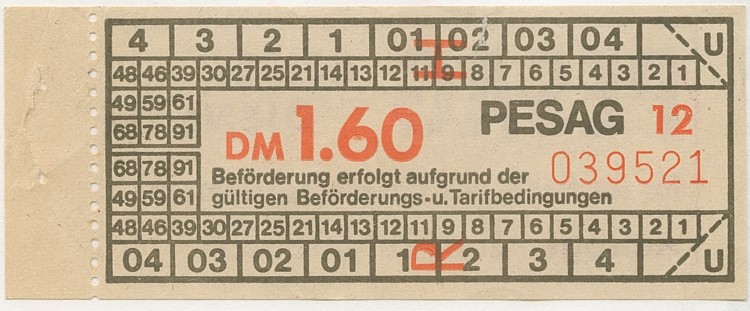 4 3 2 1 01 02 03 04 U
48 46 39 30 27 25 21 14 13 12 11 9 8 7 6 5 4 3 2 1
H
49 59 61
68 78 91
DM 1.60 PESAG 12
68 78 91
Beförderung erfolgt aufgrund der 039521
49 59 61
gültigen Beförderungs-u. Tarifbedingungen
48 46 39 30 27 25 21 14 13 12 11 9 8 7 6 5 4 3 2 1
R
04 03 02 01 1 2 3 4 U